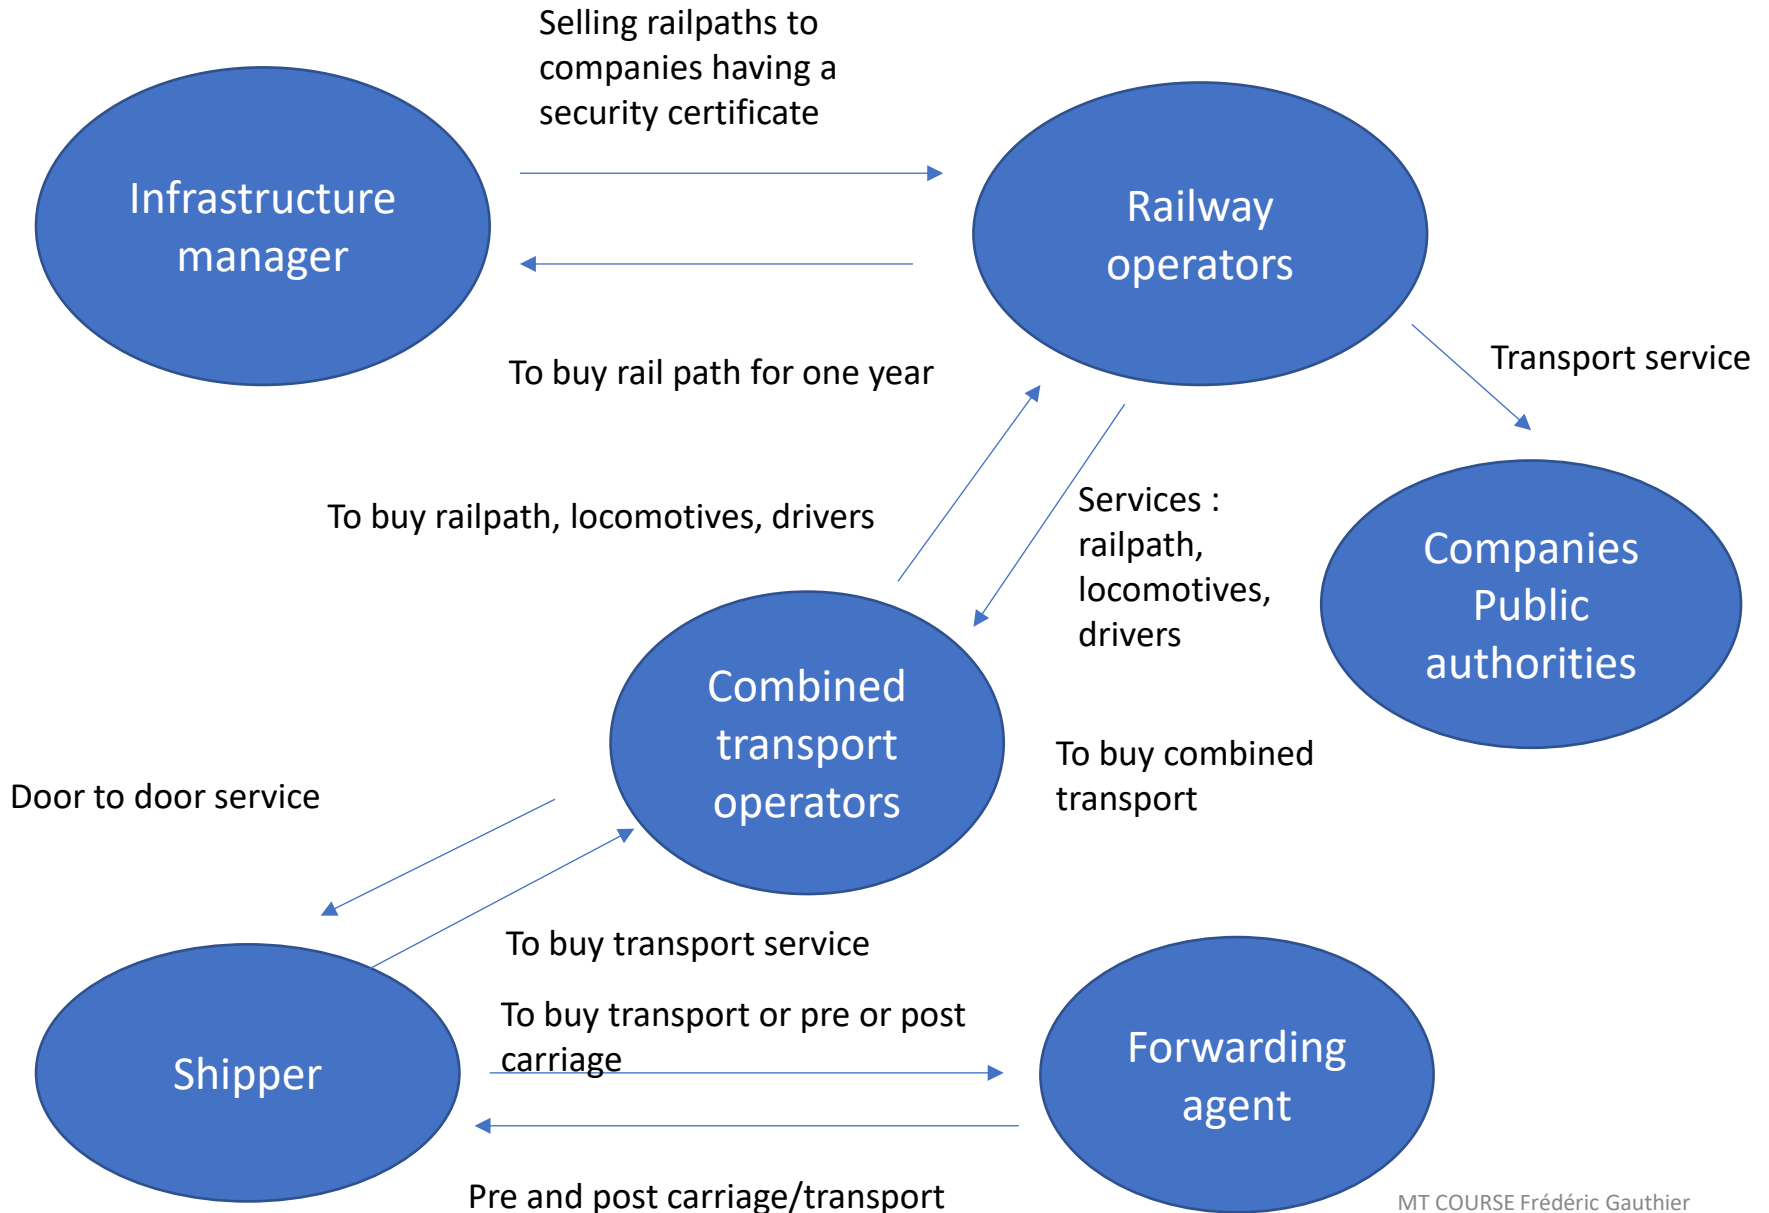 Selling railpaths to
companies having a
security certificate
Infrastructure
manager
Railway
operators
To buy rail path for one year
Transport service
To buy railpath, locomotives, drivers
Services :
railpath,
locomotives,
drivers
Companies
Public
authorities
Combined
transport
operators
To buy combined
transport
Door to door service
To buy transport service
To buy transport or pre or post
carriage
Shipper
Forwarding
agent
Pre and post carriage/transport
MT COURSE Frédéric Gauthier